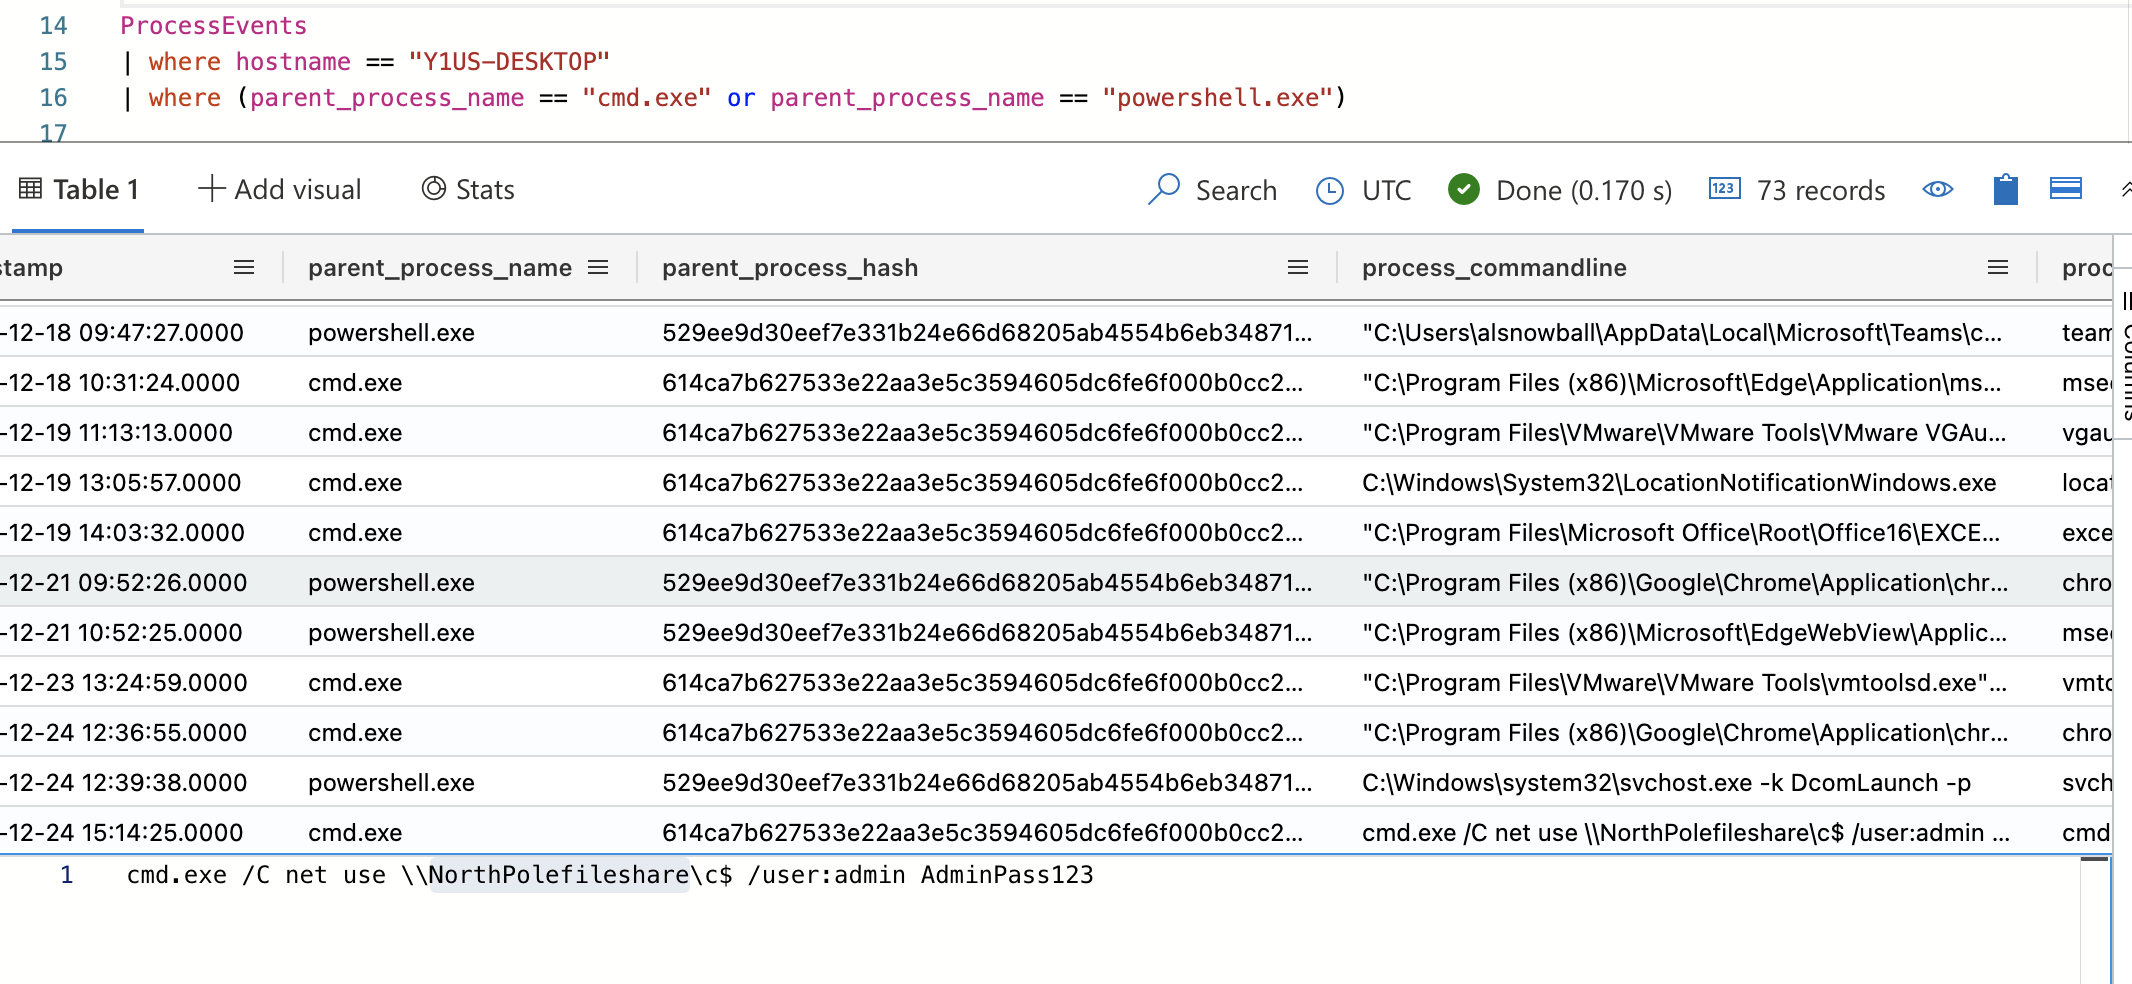 14 ProcessEvents
15 | where hostname == "Y1US-DESKTOP"
16 | where (parent_process_name == "cmd.exe" or parent_process_name == "powershell.exe")
17
Table 1 Add visual Stats Search UTC Done (0.170 s) 123 73 records
stamp parent_process_name parent_process_hash process_commandline proc
-12-18 09:47:27.0000 powershell.exe 529ee9d30eef7e331b24e66d68205ab4554b6eb34871... "C:\Users\alsnowball\AppData\Local\Microsoft\Teams\c... team
-12-18 10:31:24.0000 cmd.exe 614ca7b627533e22aa3e5c3594605dc6fe6f000b0cc2... "C:\Program Files (x86)\Microsoft\Edge\Application\ms... mse
-12-19 11:13:13.0000 cmd.exe 614ca7b627533e22aa3e5c3594605dc6fe6f000b0cc2... "C:\Program Files\VMware\VMware Tools\VMware VGAu... vgau
-12-19 13:05:57.0000 cmd.exe 614ca7b627533e22aa3e5c3594605dc6fe6f000b0cc2... C:\Windows\System32\LocationNotificationWindows.exe locat
-12-19 14:03:32.0000 cmd.exe 614ca7b627533e22aa3e5c3594605dc6fe6f000b0cc2... "C:\Program Files\Microsoft Office\Root\Office16\EXCE... exce
-12-21 09:52:26.0000 powershell.exe 529ee9d30eef7e331b24e66d68205ab4554b6eb34871... "C:\Program Files (x86)\Google\Chrome\Application\chr... chro
-12-21 10:52:25.0000 powershell.exe 529ee9d30eef7e331b24e66d68205ab4554b6eb34871... "C:\Program Files (x86)\Microsoft\EdgeWebView\Applic... mse
-12-23 13:24:59.0000 cmd.exe 614ca7b627533e22aa3e5c3594605dc6fe6f000b0cc2... "C:\Program Files\VMware\VMware Tools\vmtoolsd.exe"... vmto
-12-24 12:36:55.0000 cmd.exe 614ca7b627533e22aa3e5c3594605dc6fe6f000b0cc2... "C:\Program Files (x86)\Google\Chrome\Application\chr... chro
-12-24 12:39:38.0000 powershell.exe 529ee9d30eef7e331b24e66d68205ab4554b6eb34871... C:\Windows\system32\svchost.exe -k DcomLaunch -p svch
-12-24 15:14:25.0000 cmd.exe 614ca7b627533e22aa3e5c3594605dc6fe6f000b0cc2... cmd.exe /C net use \\NorthPolefileshare\c$ /user:admin ... cmd
1 cmd.exe /C net use \\NorthPolefileshare\c$ /user:admin AdminPass123